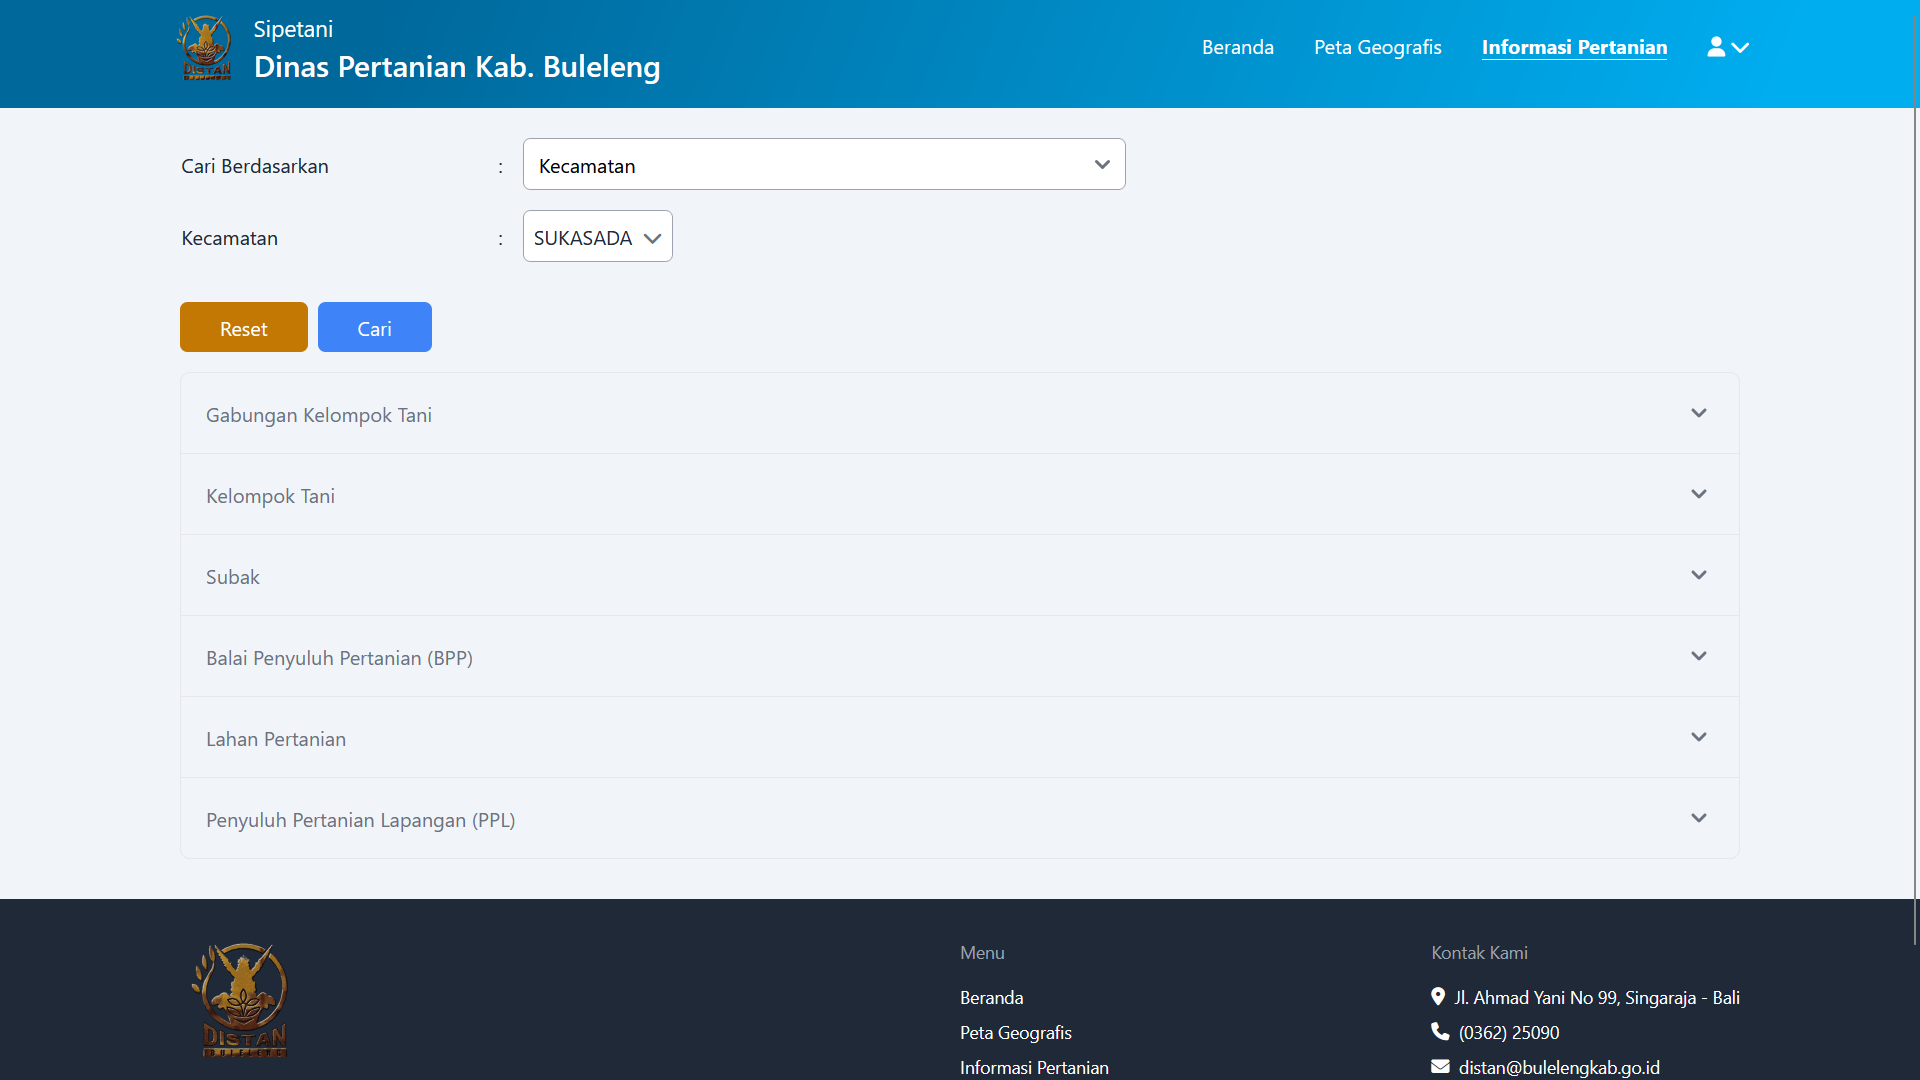 Sipetani
Dinas Pertanian Kab. Buleleng
DISTAN
Beranda
Peta Geografis
Informasi Pertanian
Cari Berdasarkan : Kecamatan
Kecamatan : SUKASADA
Reset
Cari
Gabungan Kelompok Tani
Kelompok Tani
Subak
Balai Penyuluh Pertanian (BPP)
Lahan Pertanian
Penyuluh Pertanian Lapangan (PPL)
DISTAN
BULELENG
Menu
Beranda
Peta Geografis
Informasi Pertanian
Kontak Kami
Jl. Ahmad Yani No 99, Singaraja - Bali
(0362) 25090
distan@bulelengkab.go.id